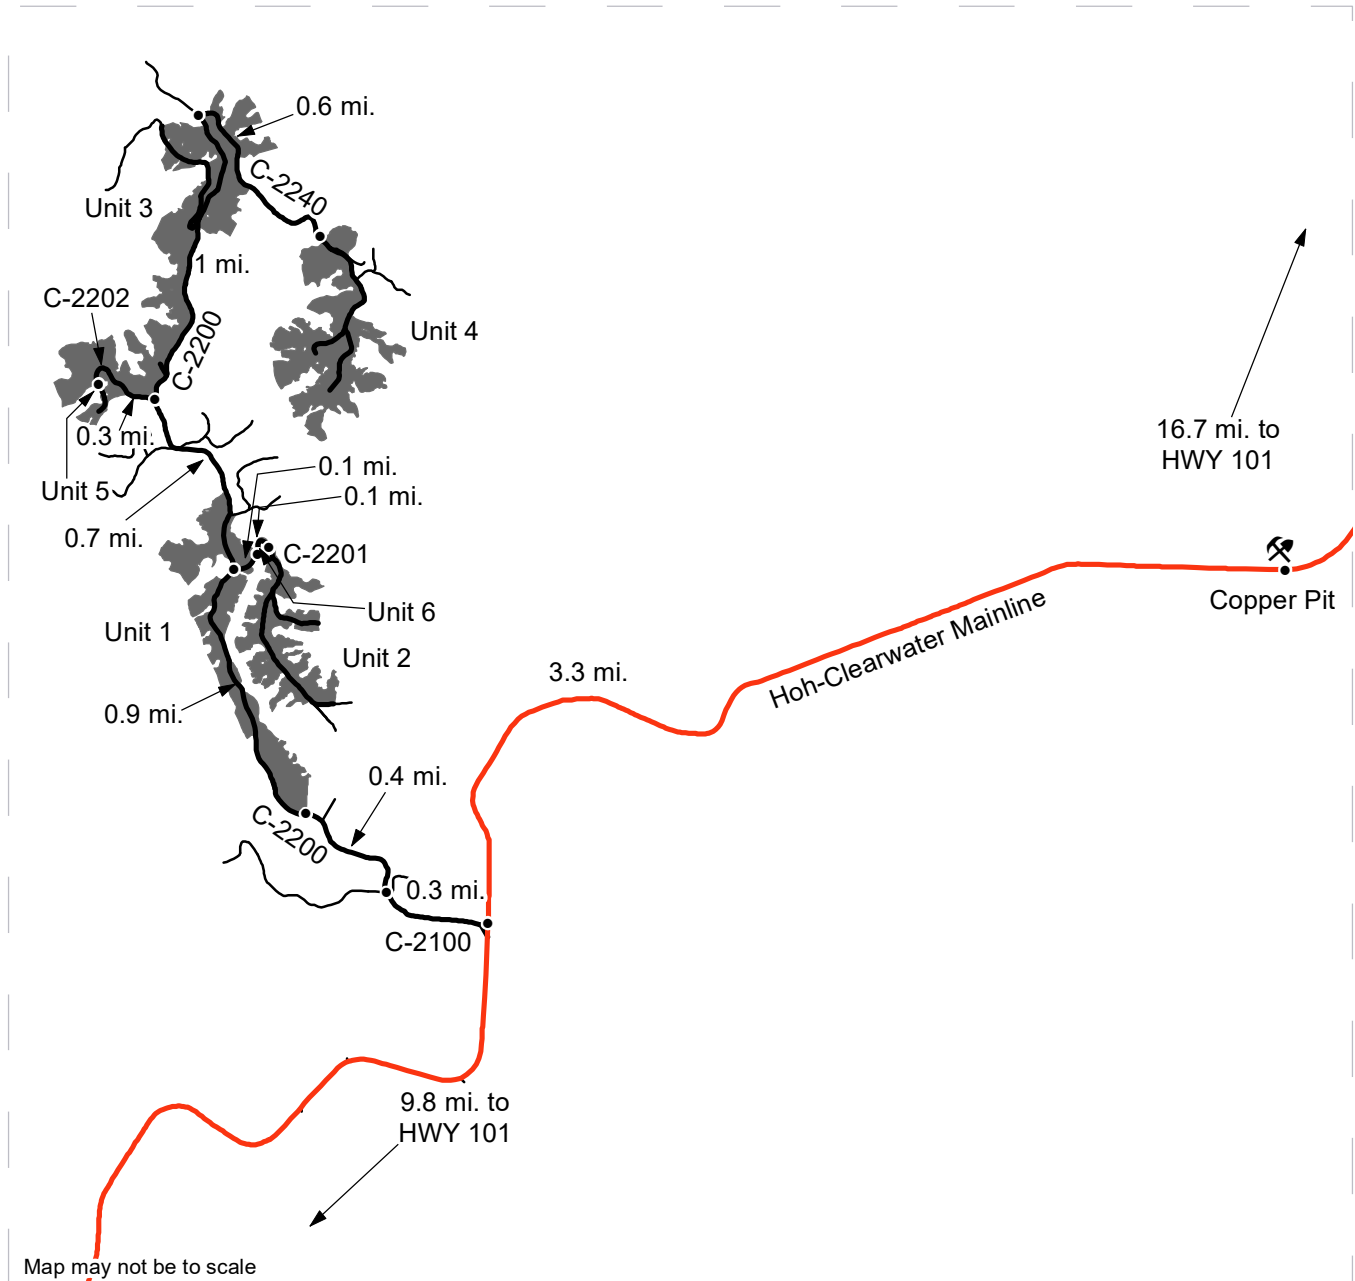 0.6 mi.
C-2240
Unit 3
1 mi.
C-2202
C-2200
Unit 4
16.7 mi. to
HWY 101
0.3 mi.
0.1 mi.
Unit 5
0.1 mi.
0.7 mi.
C-2201
Copper Pit
Unit 6
Hoh-Clearwater Mainline
Unit 1
Unit 2
3.3 mi.
0.9 mi.
0.4 mi.
C-2200
0.3 mi.
C-2100
9.8 mi. to
HWY 101
Map may not be to scale